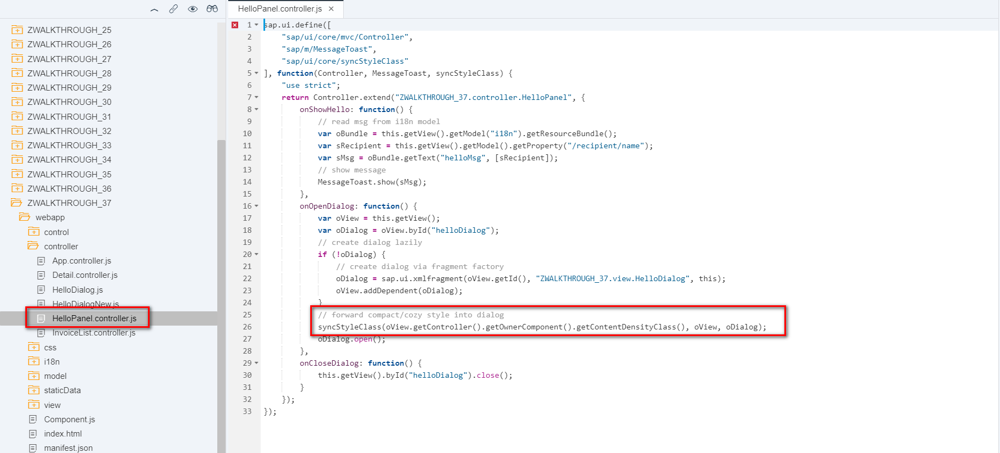 HelloPanel.controller.js ×
ZWALKTHROUGH_25
ZWALKTHROUGH_26
ZWALKTHROUGH_27
ZWALKTHROUGH_28
ZWALKTHROUGH_29
ZWALKTHROUGH_30
ZWALKTHROUGH_31
ZWALKTHROUGH_32
ZWALKTHROUGH_33
ZWALKTHROUGH_34
ZWALKTHROUGH_35
ZWALKTHROUGH_36
ZWALKTHROUGH_37
webapp
control
controller
App.controller.js
Detail.controller.js
HelloDialog.js
HelloDialogNew.js
HelloPanel.controller.js
InvoiceList.controller.js
css
i18n
model
staticData
view
Component.js
index.html
manifest.json
1 sap.ui.define([
2 "sap/ui/core/mvc/Controller",
3 "sap/m/MessageToast",
4 "sap/ui/core/syncStyleClass"
5 ], function(Controller, MessageToast, syncStyleClass) {
6 "use strict";
7 return Controller.extend("ZWALKTHROUGH_37.controller.HelloPanel", {
8 onShowHello: function() {
9 // read msg from i18n model
10 var oBundle = this.getView().getModel("i18n").getResourceBundle();
11 var sRecipient = this.getView().getModel().getProperty("/recipient/name");
12 var sMsg = oBundle.getText("helloMsg", [sRecipient]);
13 // show message
14 MessageToast.show(sMsg);
15 },
16 onOpenDialog: function() {
17 var oView = this.getView();
18 var oDialog = oView.byId("helloDialog");
19 // create dialog lazily
20 if (!oDialog) {
21 // create dialog via fragment factory
22 oDialog = sap.ui.xmlfragment(oView.getId(), "ZWALKTHROUGH_37.view.HelloDialog", this);
23 oView.addDependent(oDialog);
24 }
25 // forward compact/cozy style into dialog
26 syncStyleClass(oView.getController().getOwnerComponent().getContentDensityClass(), oView, oDialog);
27 oDialog.open();
28 },
29 onCloseDialog: function() {
30 this.getView().byId("helloDialog").close();
31 }
32 });
33 });